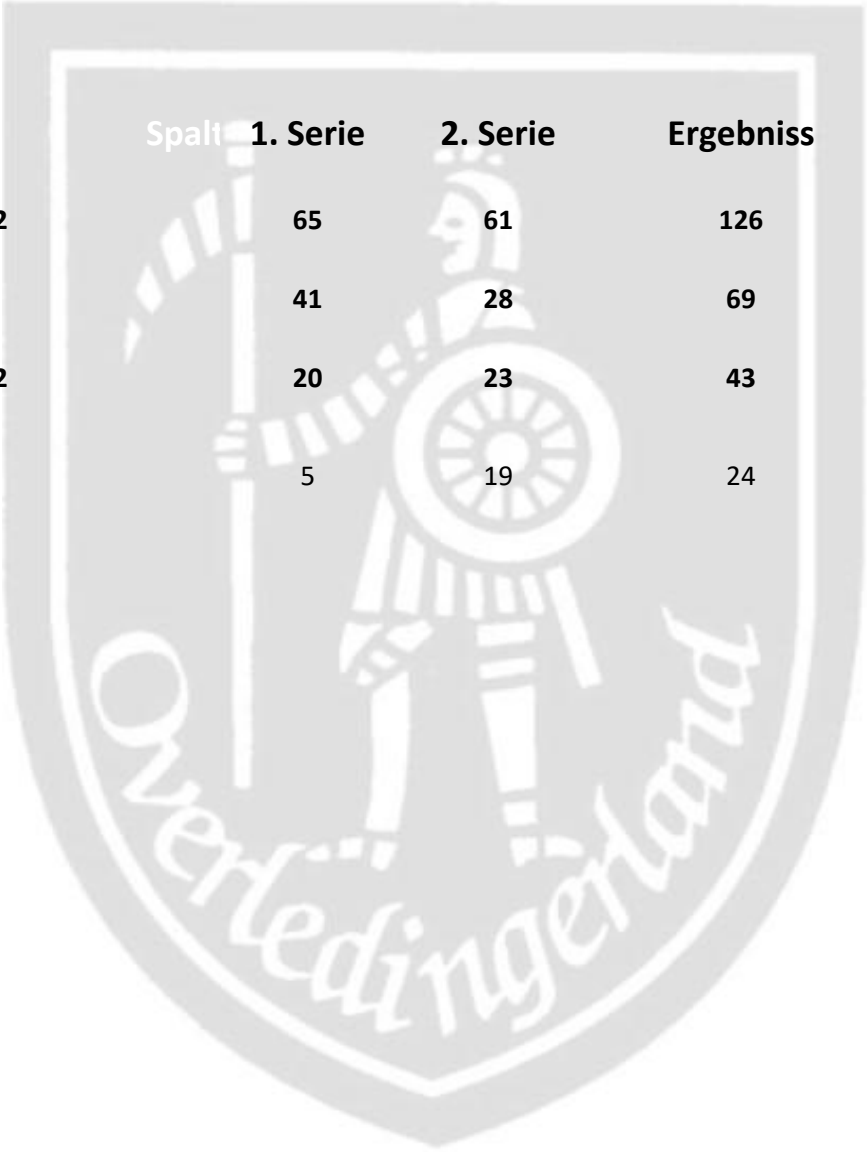 Spalt 1. Serie 2. Serie Ergebniss
2 65 61 126
41 28 69
2 20 23 43
5 19 24
Overledingerland